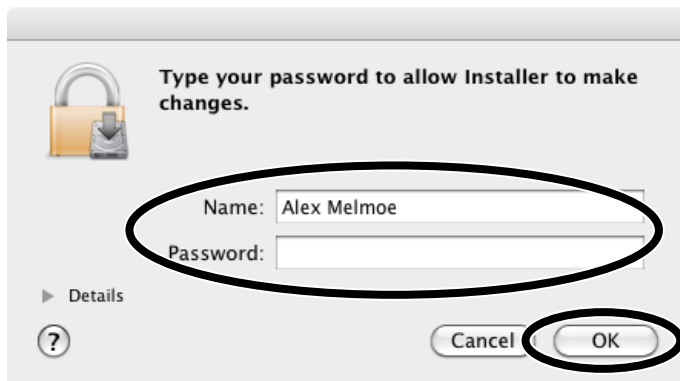 Type your password to allow Installer to make
changes.
Name: Alex Melmoe
Password:
Details
? Cancel OK